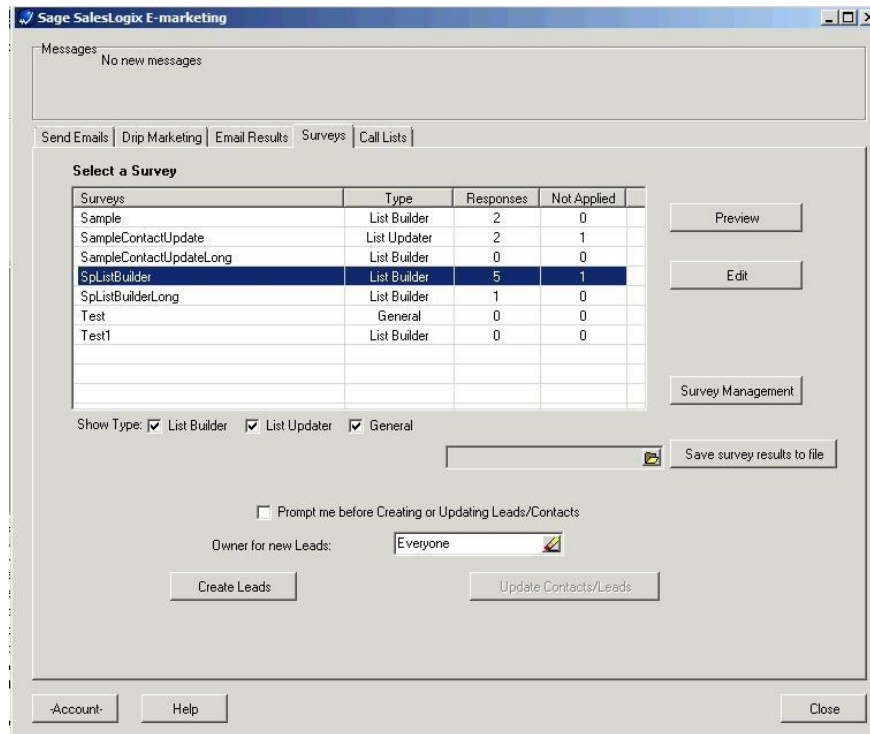 Sage SalesLogix E-marketing
Messages
No new messages
Send Emails Drip Marketing Email Results Surveys Call Lists
Select a Survey
Surveys Type Responses Not Applied
Sample List Builder 2 0
SampleContactUpdate List Updater 2 1
SampleContactUpdateLong List Builder 0 0
SpListBuilder List Builder 5 1
SpListBuilderLong List Builder 1 0
Test General 0 0
Test1 List Builder 0 0
Preview
Edit
Survey Management
Show Type: List Builder List Updater General
Save survey results to file
Prompt me before Creating or Updating Leads/Contacts
Owner for new Leads: Everyone
Create Leads Update Contacts/Leads
-Account- Help Close